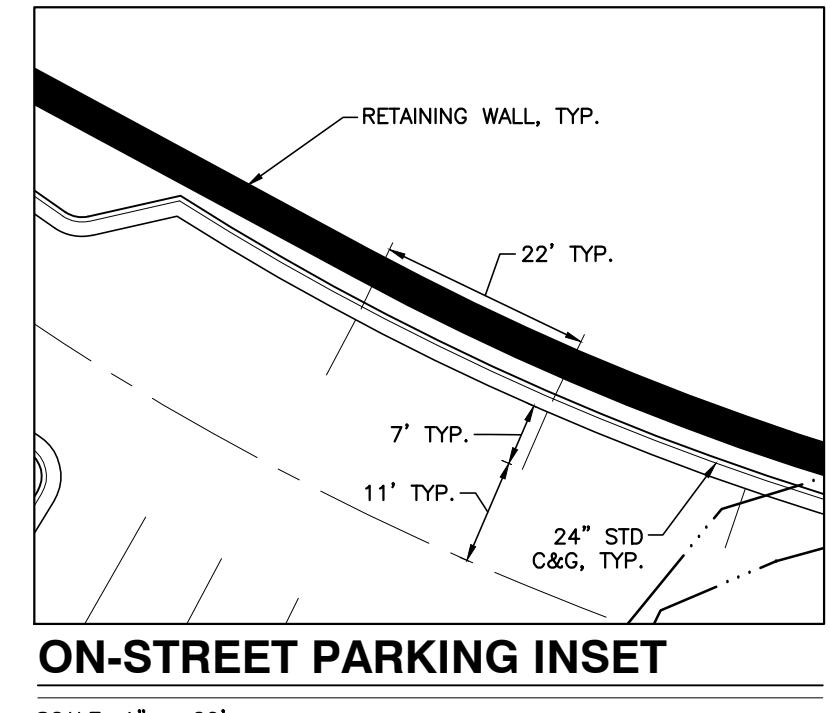 RETAINING WALL, TYP.
22' TYP.
7' TYP.
11' TYP.
24" STD
C&G, TYP.
ON-STREET PARKING INSET